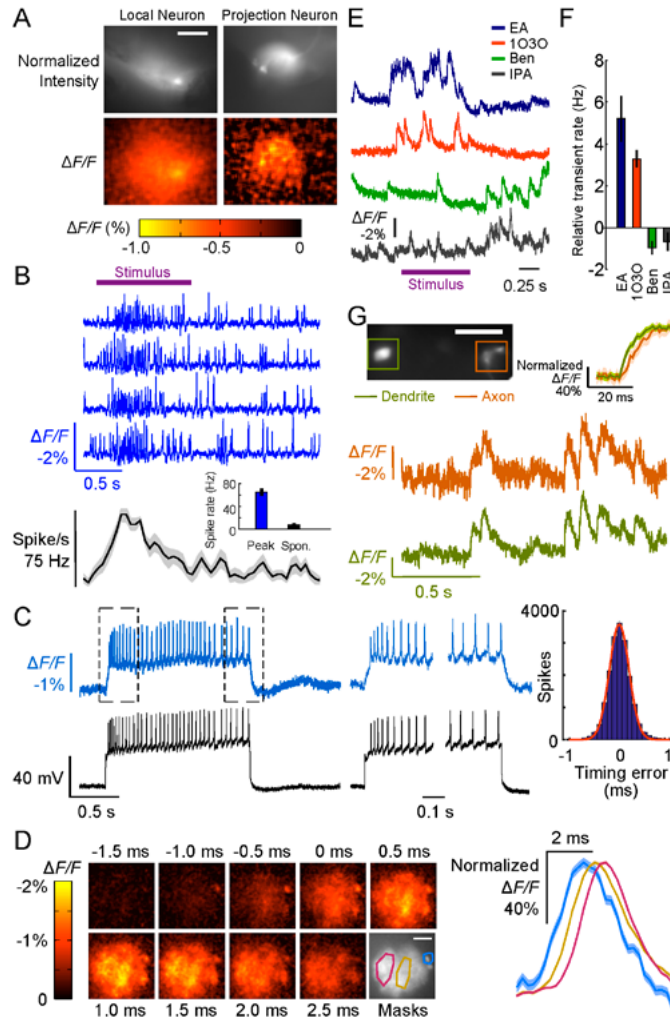 A
Local Neuron Projection Neuron
Normalized
Intensity
ΔF/F
ΔF/F (%)
-1.0 -0.5 0
B
Stimulus
ΔF/F
-2%
0.5 s
Spike rate (Hz)
80
0
Peak Spon.
Spike/s
75 Hz
C
ΔF/F
-1%
40 mV
0.5 s
0.1 s
Spikes
4000
0
-1 0 1
Timing error
(ms)
D
-1.5 ms -1.0 ms -0.5 ms 0 ms 0.5 ms
ΔF/F
-2%
-1%
0
1.0 ms 1.5 ms 2.0 ms 2.5 ms Masks
2 ms
Normalized
ΔF/F
40%
E
EA
1O3O
Ben
IPA
ΔF/F
-2%
Stimulus
0.25 s
F
Relative transient rate (Hz)
8
6
4
2
0
-2
EA
1O3O
Ben
IPA
G
Dendrite Axon
Normalized
ΔF/F
40%
20 ms
ΔF/F
-2%
ΔF/F
-2%
0.5 s